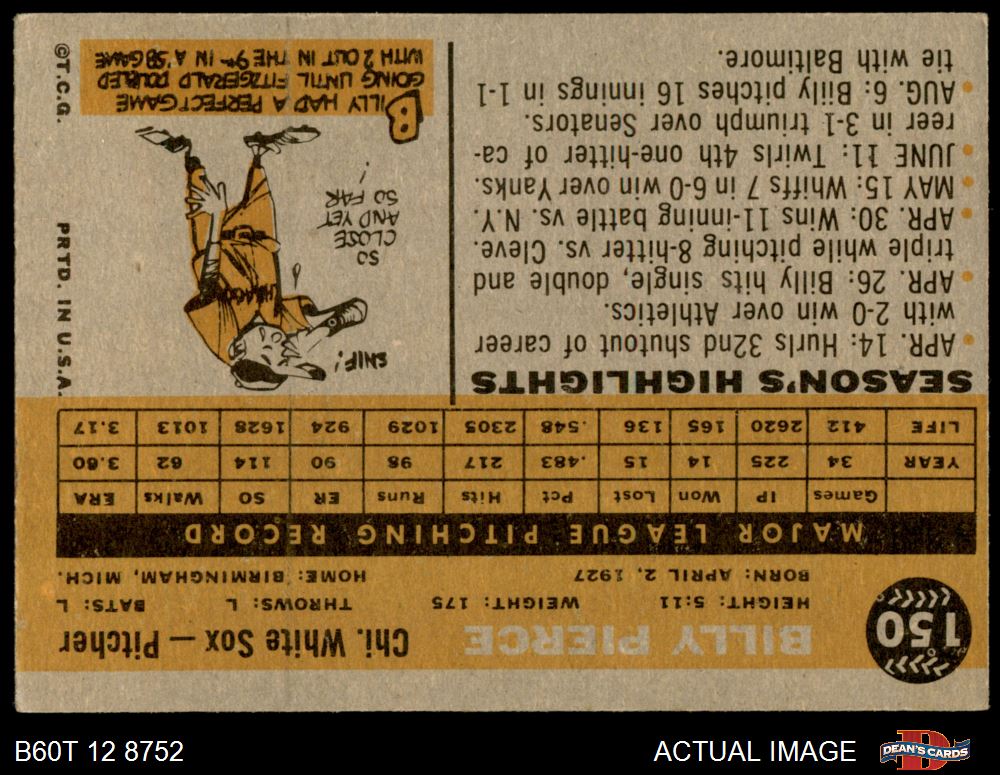 150
BILLY PIERCE Chi. White Sox — Pitcher
HEIGHT: 5:11 WEIGHT: 175 THROWS: L BATS: L
BORN: APRIL 2, 1927 HOME: BIRMINGHAM, MICH.
MAJOR LEAGUE PITCHING RECORD
Games IP Won Lost Pct Hits Runs ER SO Walks ERA
YEAR 34 225 14 15 .483 217 98 90 114 62 3.60
LIFE 412 2620 165 136 .548 2305 1029 924 1628 1013 3.17
SEASON'S HIGHLIGHTS
• APR. 14: Hurls 32nd shutout of career
with 2-0 win over Athletics.
• APR. 26: Billy hits single, double and
triple while pitching 8-hitter vs. Cleve.
• APR. 30: Wins 11-inning battle vs. N.Y.
• MAY 15: Whiffs 7 in 6-0 win over Yanks.
• JUNE 11: Twirls 4th one-hitter of ca-
reer in 3-1 triumph over Senators.
• AUG. 6: Billy pitches 16 innings in 1-1
tie with Baltimore.
SNIF!
CHICAGO
SO
CLOSE
AND YET
SO FAR
!
BILLY HAD A PERFECT GAME
GOING UNTIL FITZGERALD DOUBLED
WITH 2 OUT IN THE 9TH IN A '58 GAME
©T.C.G. PRTD. IN U.S.A.
B60T 12 8752
ACTUAL IMAGE
D
DEAN'S CARDS